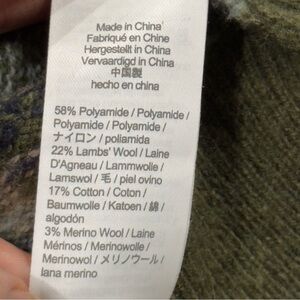 Made in China
Fabriqué en Chine
Hergestellt in China
Vervaardigd in China
中国製
hecho en china
58% Polyamide / Polyamide /
Polyamide / Polyamide /
ナイロン / poliamida
22% Lambs' Wool / Laine
D'Agneau / Lammwolle /
Lamswol / 毛 / piel ovino
17% Cotton / Coton /
Baumwolle / Katoen / 綿 /
algodón
3% Merino Wool / Laine
Mérinos / Merinowolle /
Merinowol / メリノウール /
lana merino